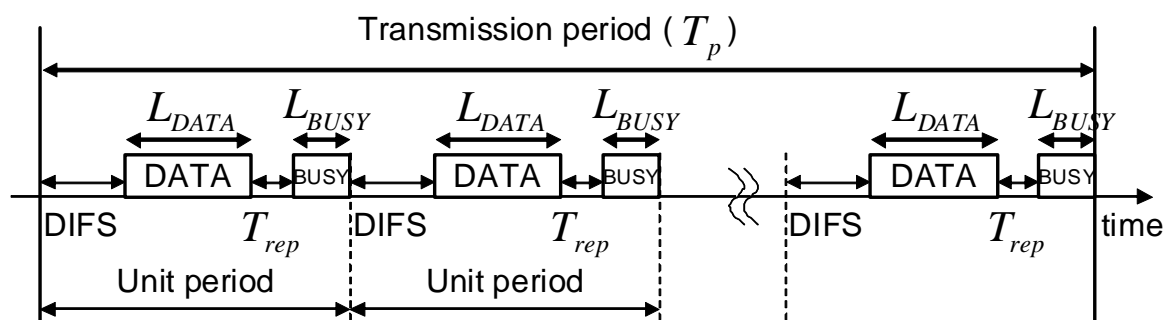 Transmission period ( T_p )
L_DATA L_BUSY L_DATA L_BUSY L_DATA L_BUSY
DATA BUSY DATA BUSY DATA BUSY
DIFS T_rep DIFS T_rep DIFS T_rep time
Unit period Unit period